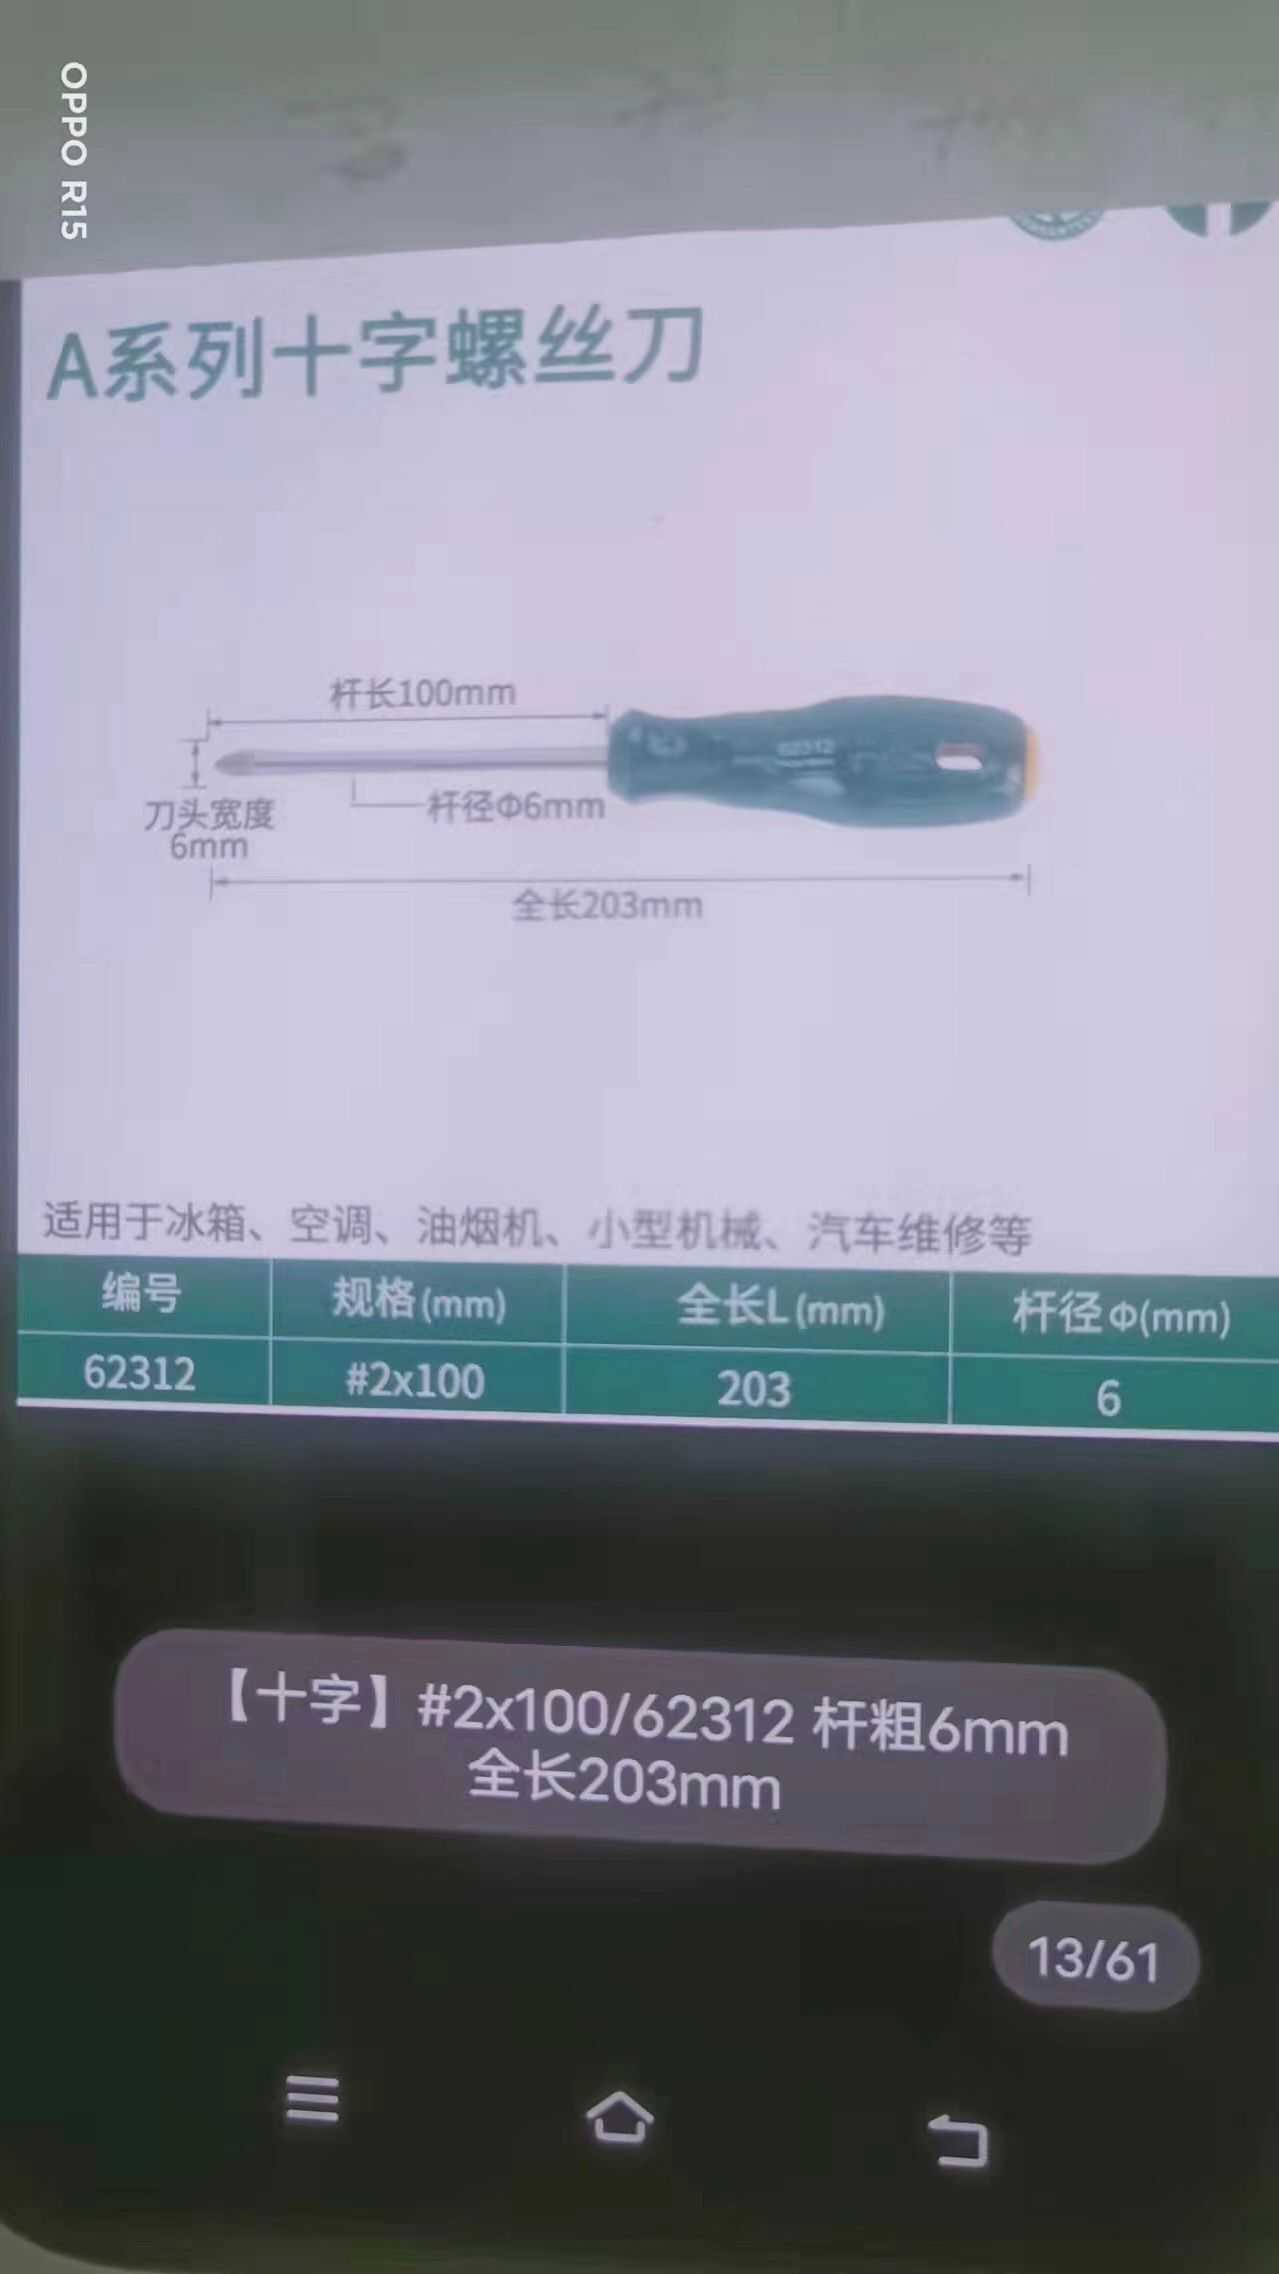 OPPO R15
A系列十字螺丝刀
杆长100mm
刀头宽度
6mm
杆径Φ6mm
62312
全长203mm
适用于冰箱、空调、油烟机、小型机械、汽车维修等
编号 规格(mm) 全长L(mm) 杆径Φ(mm)
62312 #2x100 203 6
【十字】#2x100/62312 杆粗6mm
全长203mm
13/61